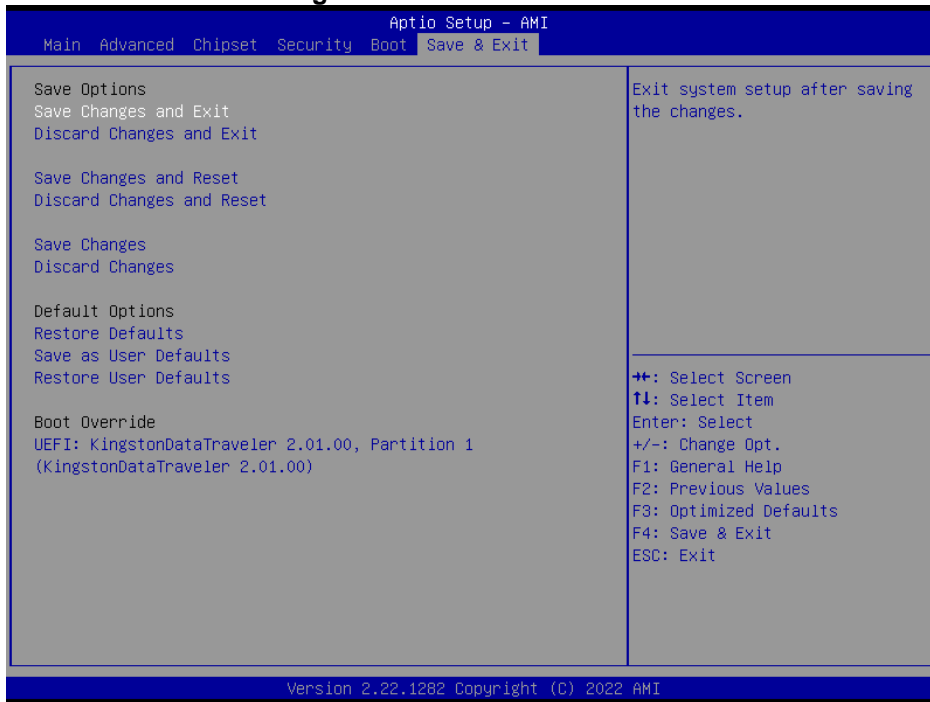 Aptio Setup – AMI
Main Advanced Chipset Security Boot Save & Exit
Save Options
Save Changes and Exit
Discard Changes and Exit
Save Changes and Reset
Discard Changes and Reset
Save Changes
Discard Changes
Default Options
Restore Defaults
Save as User Defaults
Restore User Defaults
Boot Override
UEFI: KingstonDataTraveler 2.01.00, Partition 1
(KingstonDataTraveler 2.01.00)
Exit system setup after saving
the changes.
→←: Select Screen
↑↓: Select Item
Enter: Select
+/-: Change Opt.
F1: General Help
F2: Previous Values
F3: Optimized Defaults
F4: Save & Exit
ESC: Exit
Version 2.22.1282 Copyright (C) 2022 AMI